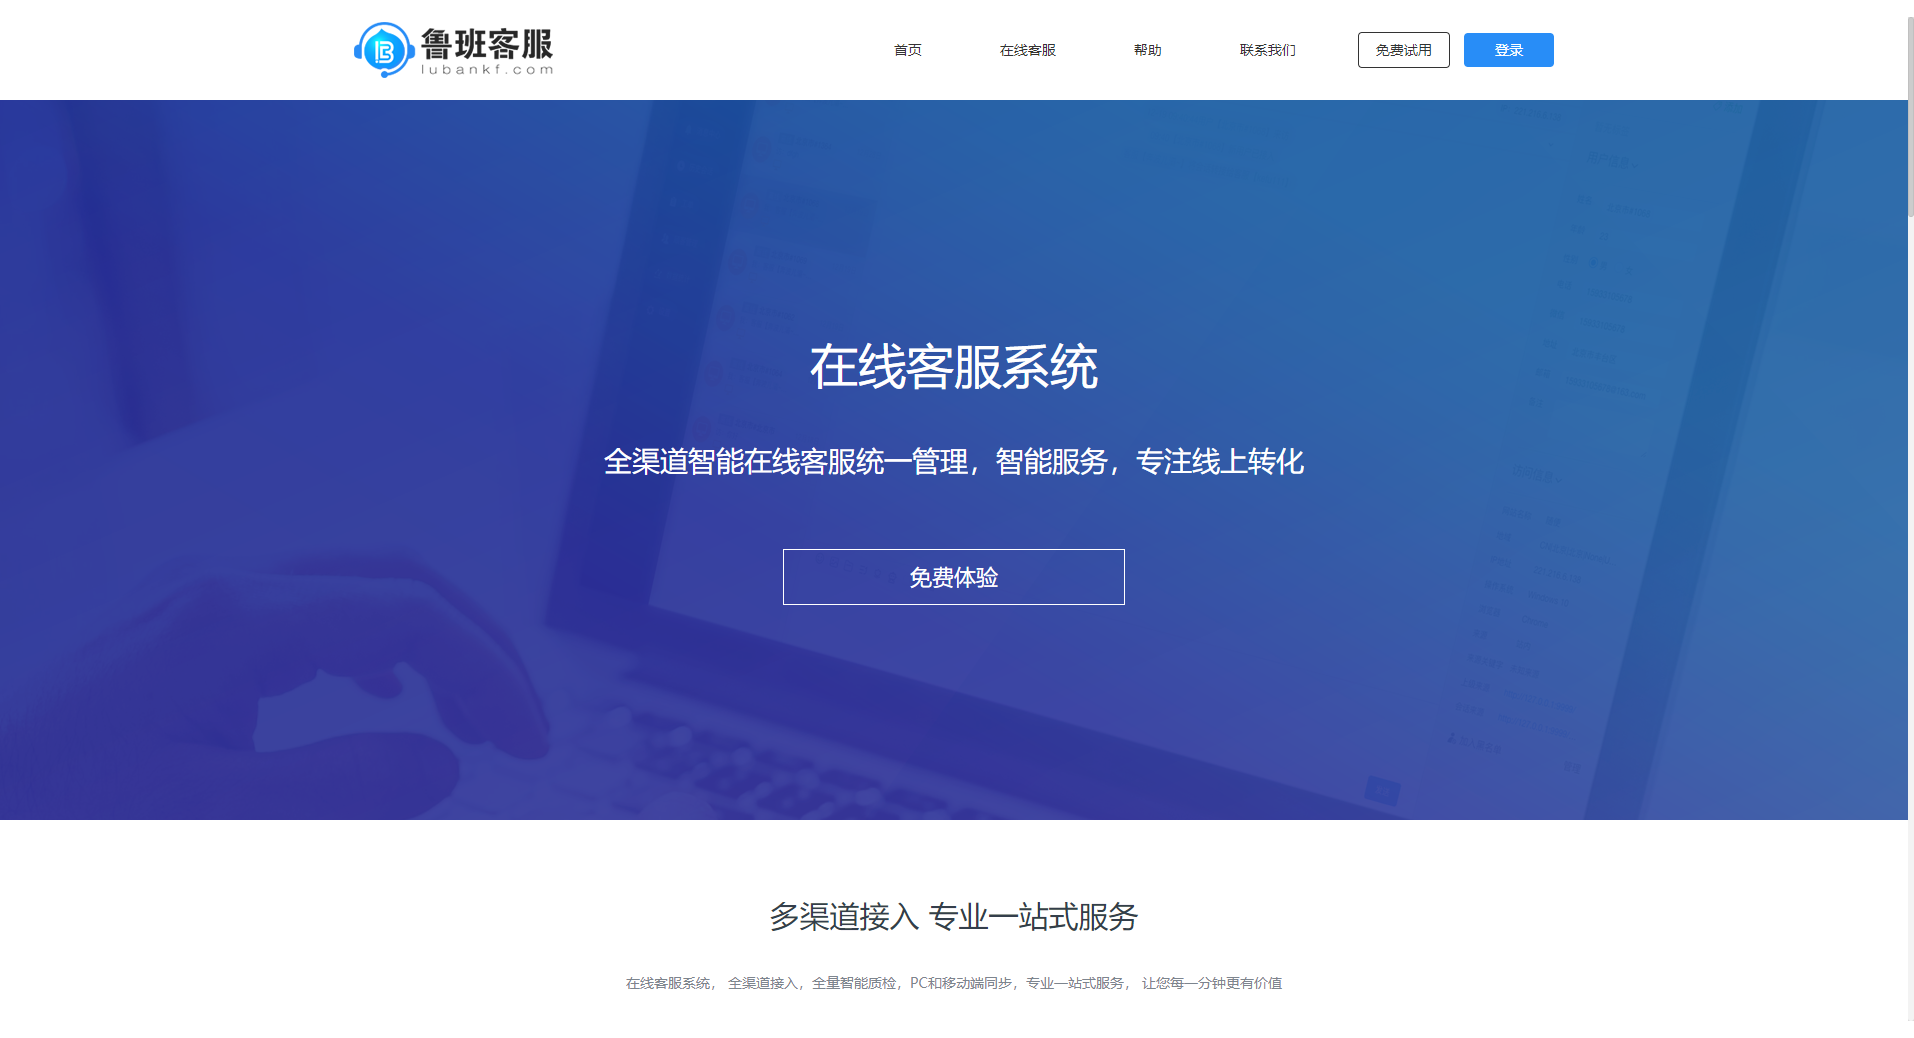 鲁班客服
lubankf.com
首页
在线客服
帮助
联系我们
免费试用
登录
在线客服系统
全渠道智能在线客服统一管理，智能服务，专注线上转化
免费体验
多渠道接入 专业一站式服务
在线客服系统， 全渠道接入，全量智能质检，PC和移动端同步，专业一站式服务， 让您每一分钟更有价值